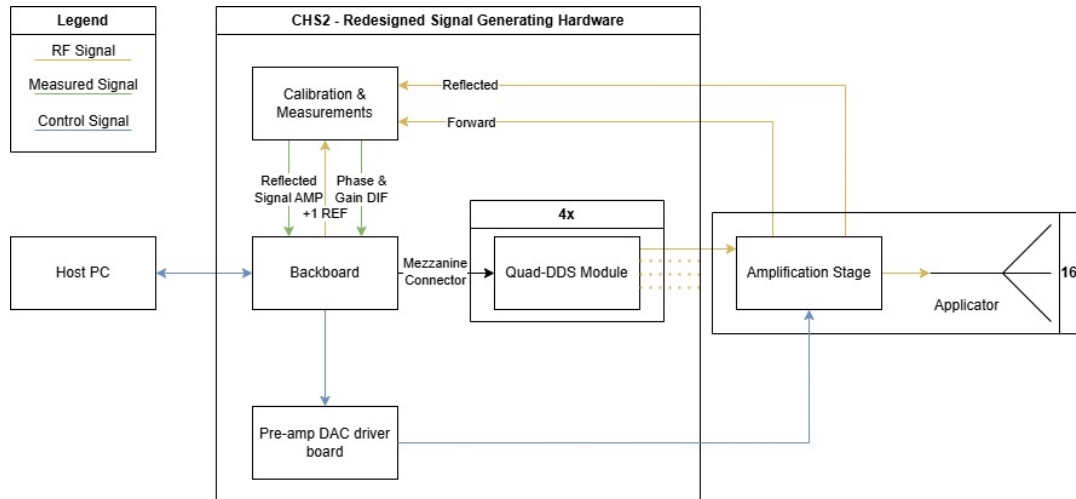 Legend
RF Signal
Measured Signal
Control Signal
CHS2 - Redesigned Signal Generating Hardware
Calibration &
Measurements
Reflected
Forward
Reflected
Signal AMP
+1 REF
Phase &
Gain DIF
Host PC
Backboard
Mezzanine
Connector
4x
Quad-DDS Module
Amplification Stage
Applicator
16
Pre-amp DAC driver
board